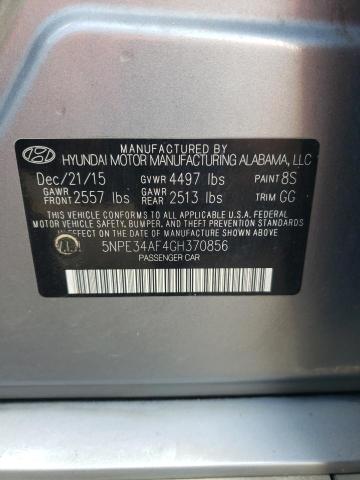 MANUFACTURED BY
HYUNDAI MOTOR MANUFACTURING ALABAMA, LLC
Dec/21/15 GVWR 4497 lbs PAINT 8S
GAWR FRONT 2557 lbs GAWR REAR 2513 lbs TRIM GG
THIS VEHICLE CONFORMS TO ALL APPLICABLE U.S.A. FEDERAL
MOTOR VEHICLE SAFETY, BUMPER, AND THEFT PREVENTION STANDARDS
IN EFFECT ON THE DATE OF MANUFACTURE SHOWN ABOVE.
5NPE34AF4GH370856
PASSENGER CAR